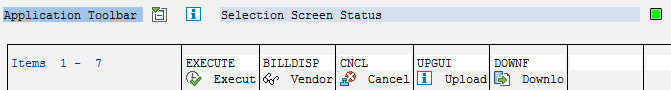 Application Toolbar Selection Screen Status
Items 1 - 7 EXECUTE BILLDISP CNCL UPGUI DOWNF
Execut Vendor Cancel Upload Downlo